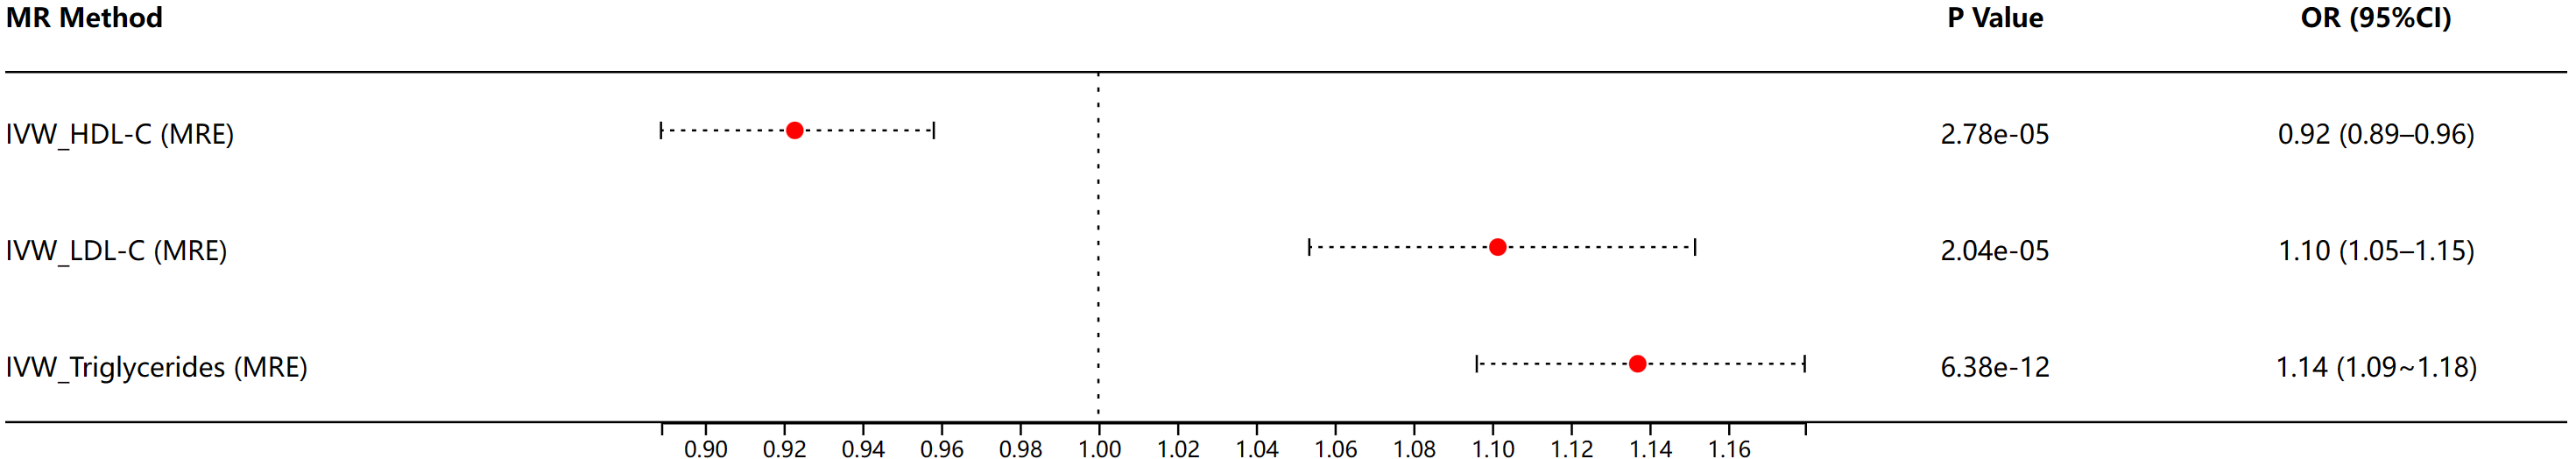 MR Method P Value OR (95%CI)
IVW_HDL-C (MRE) 2.78e-05 0.92 (0.89–0.96)
IVW_LDL-C (MRE) 2.04e-05 1.10 (1.05–1.15)
IVW_Triglycerides (MRE) 6.38e-12 1.14 (1.09~1.18)
0.90 0.92 0.94 0.96 0.98 1.00 1.02 1.04 1.06 1.08 1.10 1.12 1.14 1.16